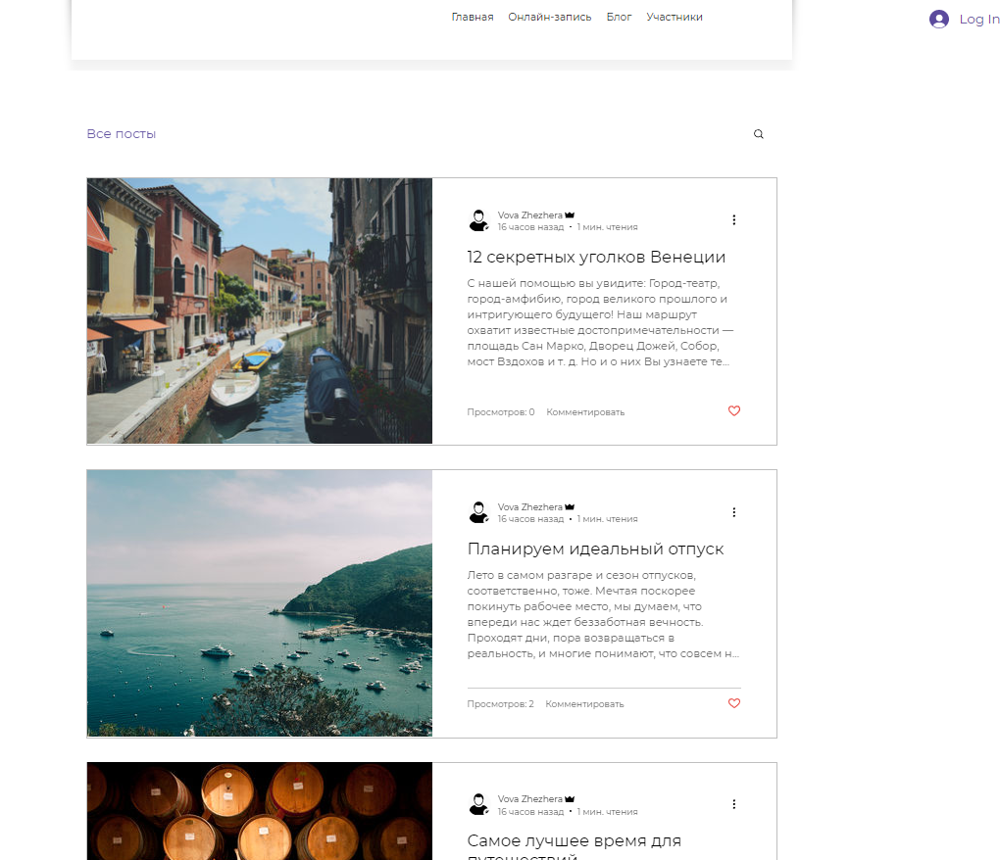 Главная Онлайн-запись Блог Участники
Log In
Все посты
Vova Zhezhera
16 часов назад · 1 мин. чтения
12 секретных уголков Венеции
С нашей помощью вы увидите: Город-театр,
город-амфибию, город великого прошлого и
интригующего будущего! Наш маршрут
охватит известные достопримечательности —
площадь Сан Марко, Дворец Дожей, Собор,
мост Вздохов и т. д. Но и о них Вы узнаете те...
Просмотров: 0 Комментировать
Vova Zhezhera
16 часов назад · 1 мин. чтения
Планируем идеальный отпуск
Лето в самом разгаре и сезон отпусков,
соответственно, тоже. Мечтая поскорее
покинуть рабочее место, мы думаем, что
впереди нас ждет беззаботная вечность.
Проходят дни, пора возвращаться в
реальность, и многие понимают, что совсем н...
Просмотров: 2 Комментировать
Vova Zhezhera
16 часов назад · 1 мин. чтения
Самое лучшее время для
путешествий